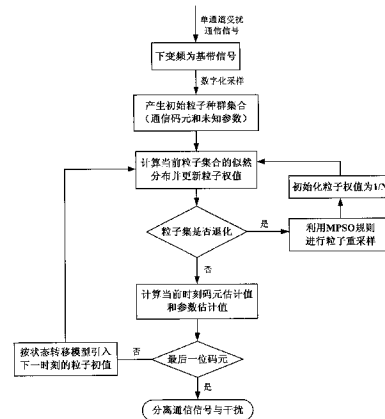 单通道受扰
通信信号
下变频为基带信号
数字化采样
产生初始粒子种群集合
（通信码元和未知参数）
计算当前粒子集合的似然
分布并更新粒子权值
初始化粒子权值为1/N
粒子集是否退化
是
利用MPSO规则
进行粒子重采样
否
计算当前时刻码元估计值
和参数估计值
按状态转移模型引入
下一时刻的粒子初值
否
最后一位码元
是
分离通信信号与干扰